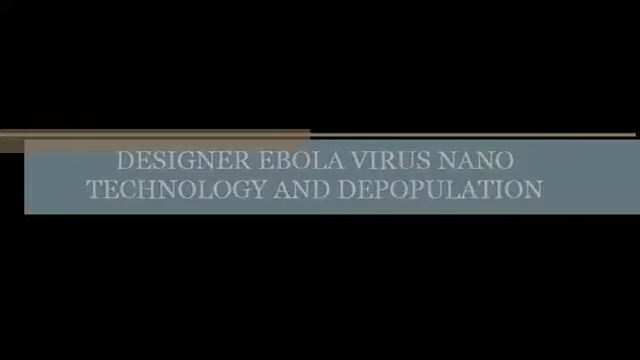 DESIGNER EBOLA VIRUS NANO
TECHNOLOGY AND DEPOPULATION